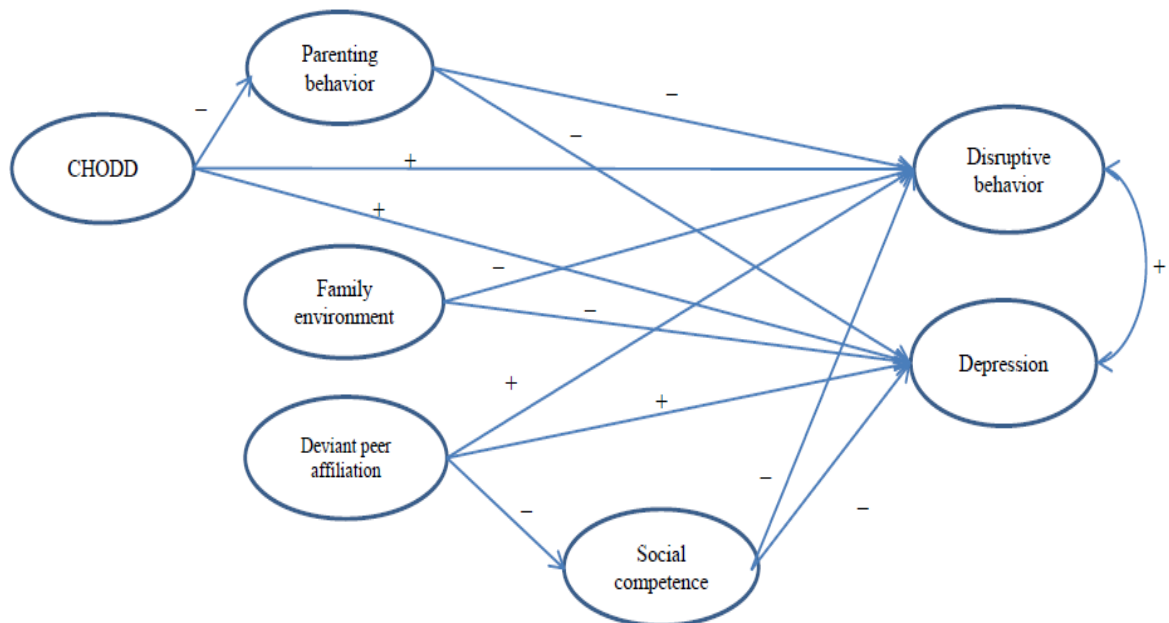 Parenting
behavior
–
–
CHODD
+
–
Disruptive
behavior
+
Family
environment
–
–
+
Depression
+
+
Deviant peer
affiliation
–
–
–
Social
competence